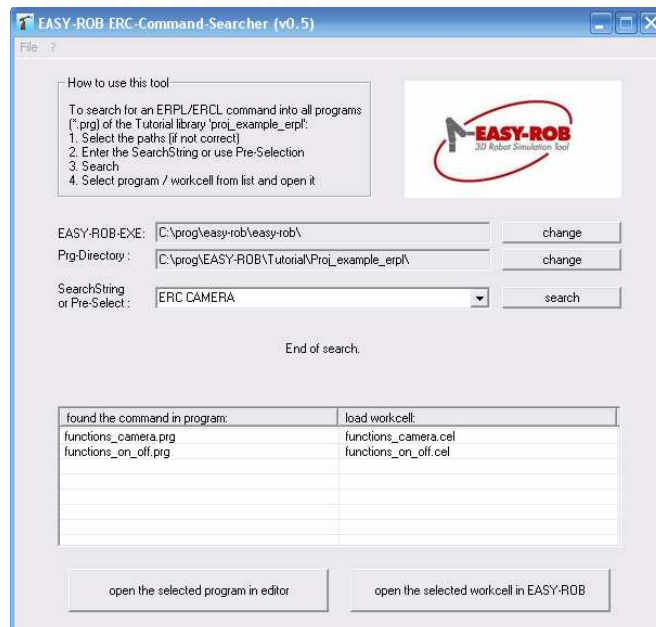 EASY-ROB ERC-Command-Searcher (v0.5)
File ?
How to use this tool
To search for an ERPL/ERCL command into all programs
(*.prg) of the Tutorial library 'proj_example_erpl':
1. Select the paths (if not correct)
2. Enter the SearchString or use Pre-Selection
3. Search
4. Select program / workcell from list and open it
EASY-ROB
3D Robot Simulation Tool
EASY-ROB-EXE: C:\prog\easy-rob\easy-rob\ change
Prg-Directory : C:\prog\EASY-ROB\Tutorial\Proj_example_erpl\ change
SearchString
or Pre-Select : ERC CAMERA search
End of search.
found the command in program: load workcell:
functions_camera.prg functions_camera.cel
functions_on_off.prg functions_on_off.cel
open the selected program in editor open the selected workcell in EASY-ROB